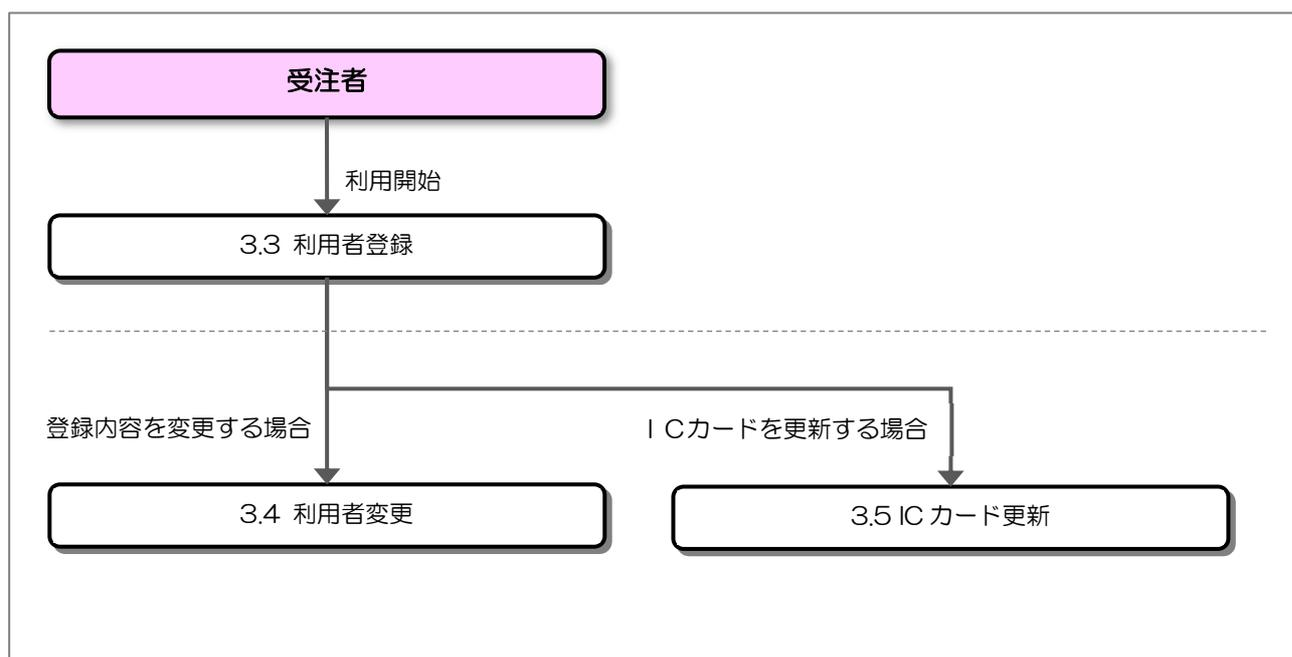 受注者
利用開始
3.3 利用者登録
登録内容を変更する場合
ＩＣカードを更新する場合
3.4 利用者変更
3.5 IC カード更新